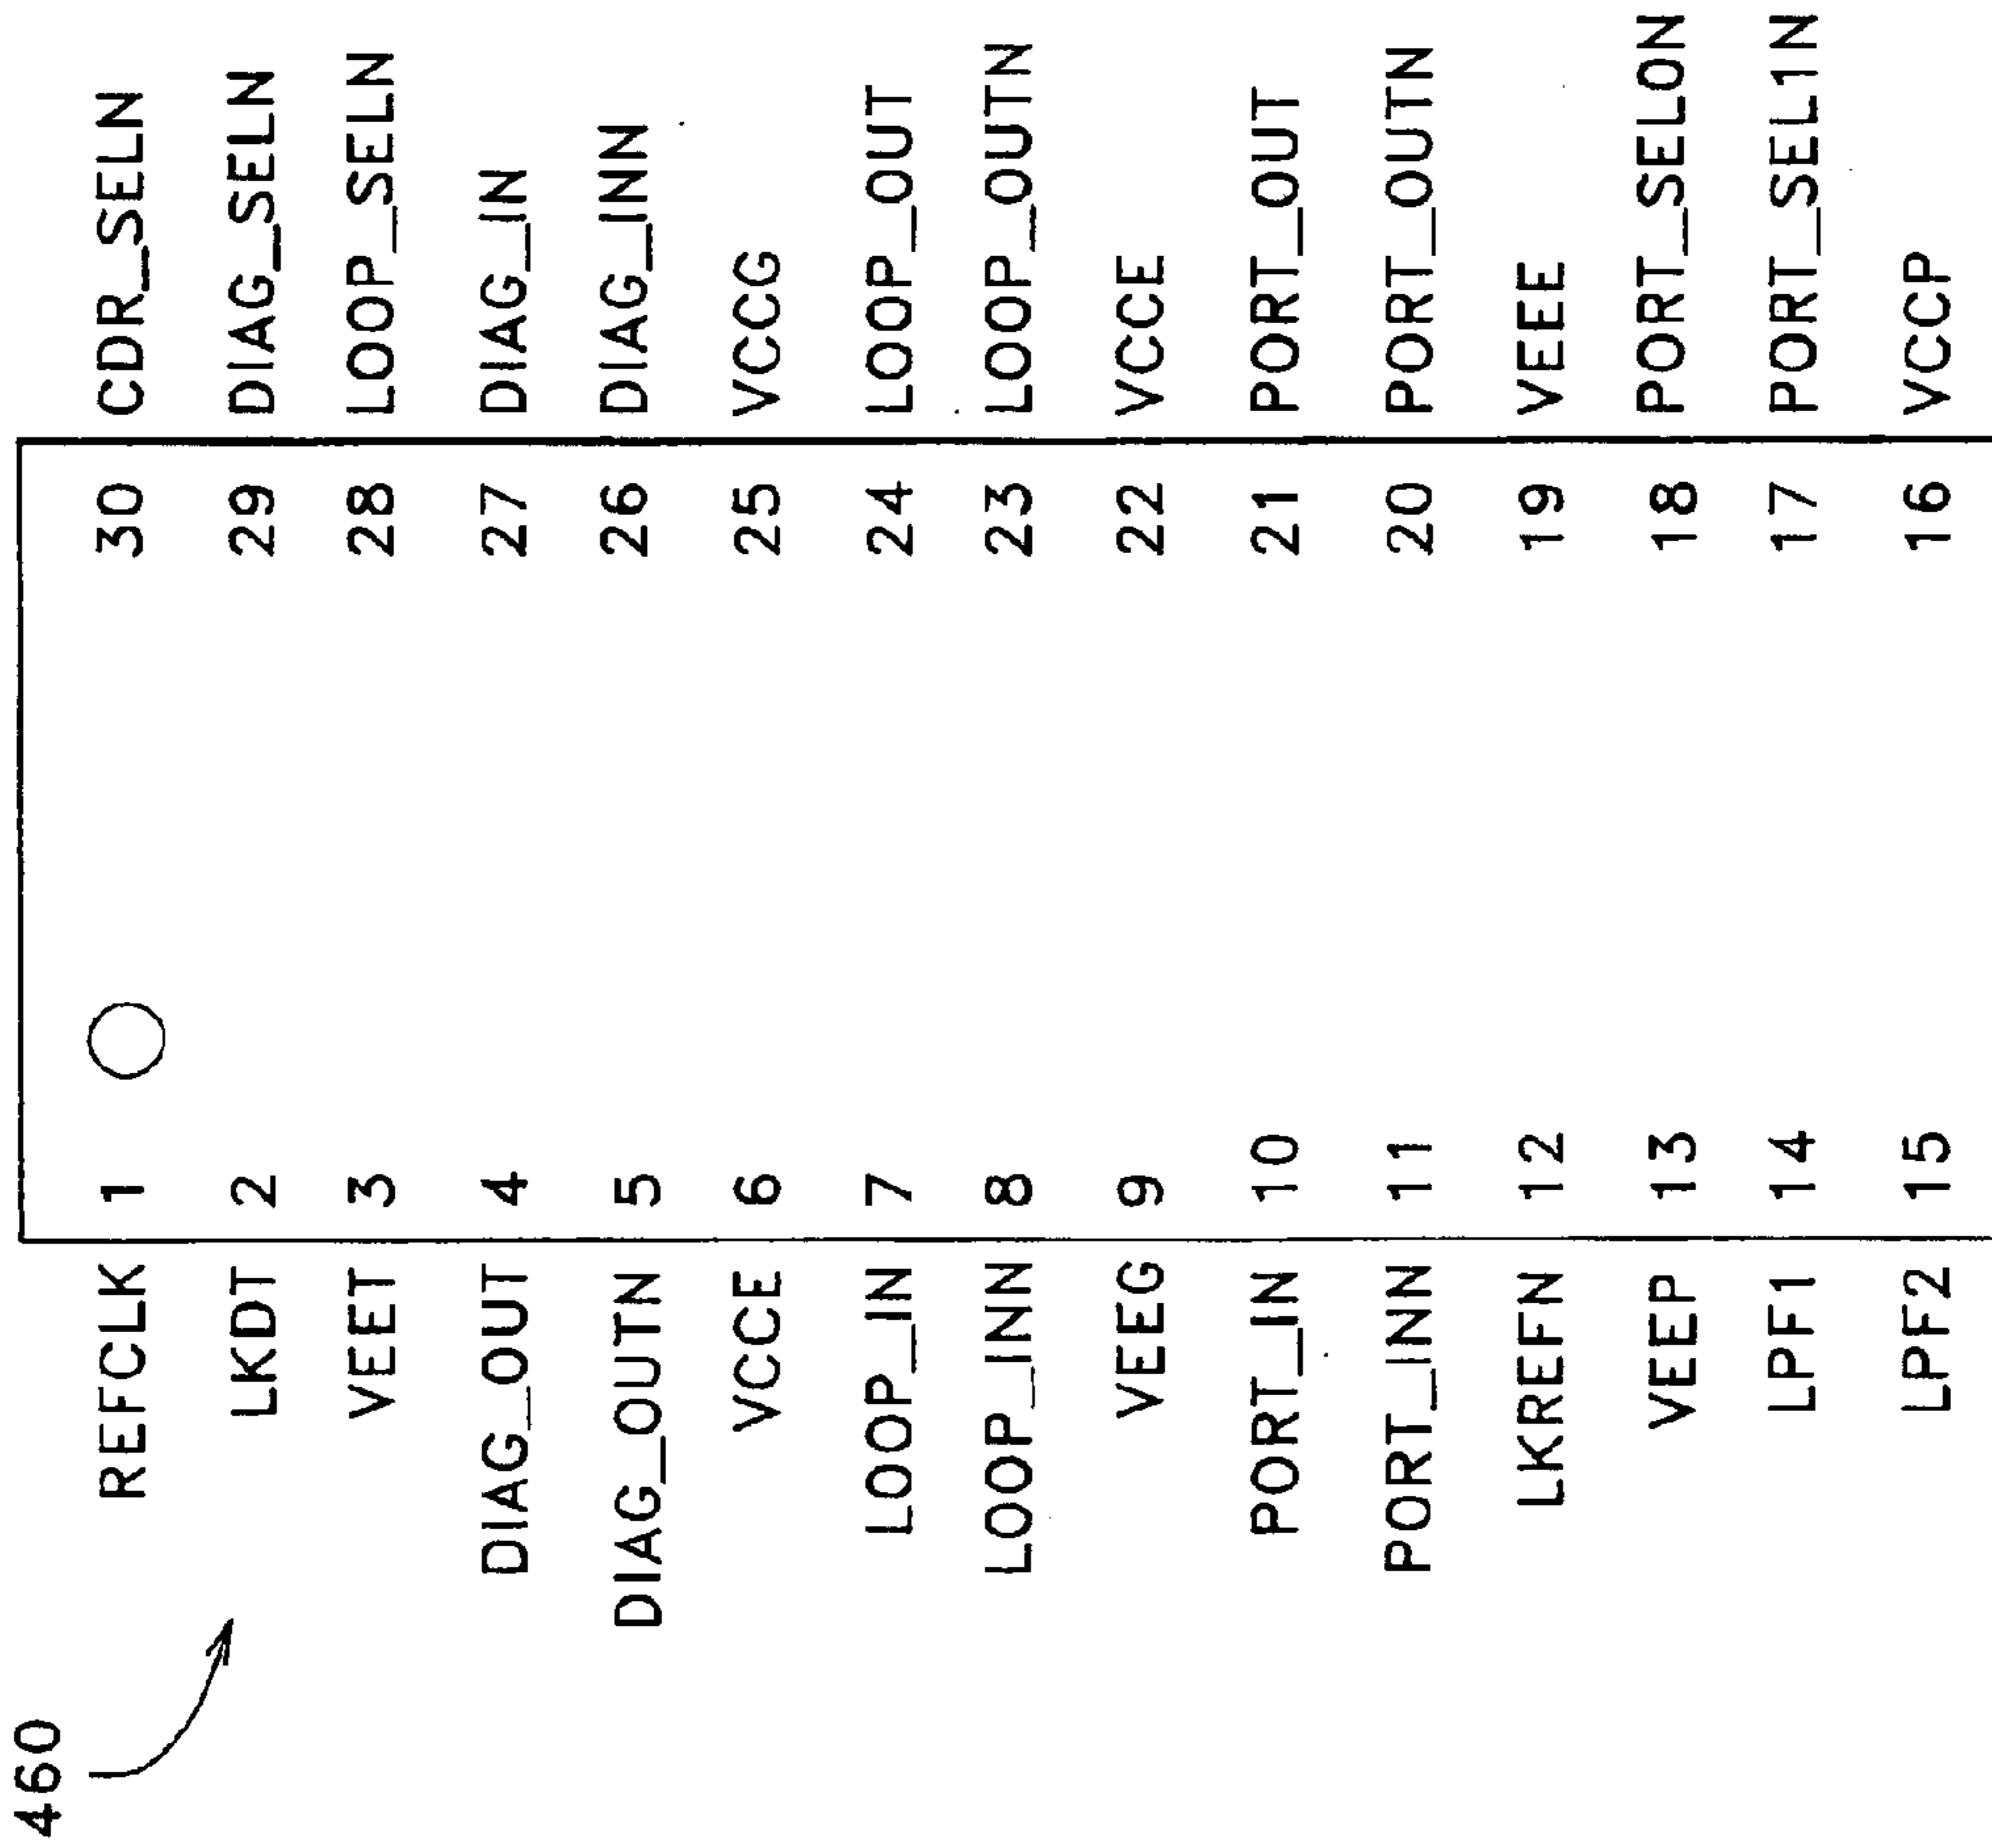 460
REFCLK 1 30 CDR_SELN
LKDT 2 29 DIAG_SELN
VEET 3 28 LOOP_SELN
DIAG_OUT 4 27 DIAG_IN
DIAG_OUTN 5 26 DIAG_INN
VCCE 6 25 VCCG
LOOP_IN 7 24 LOOP_OUT
LOOP_INN 8 23 LOOP_OUTN
VEEG 9 22 VCCE
PORT_IN 10 21 PORT_OUT
PORT_INN 11 20 PORT_OUTN
LKREFN 12 19 VEEE
VEEP 13 18 PORT_SELON
LPF1 14 17 PORT_SEL1N
LPF2 15 16 VCCP